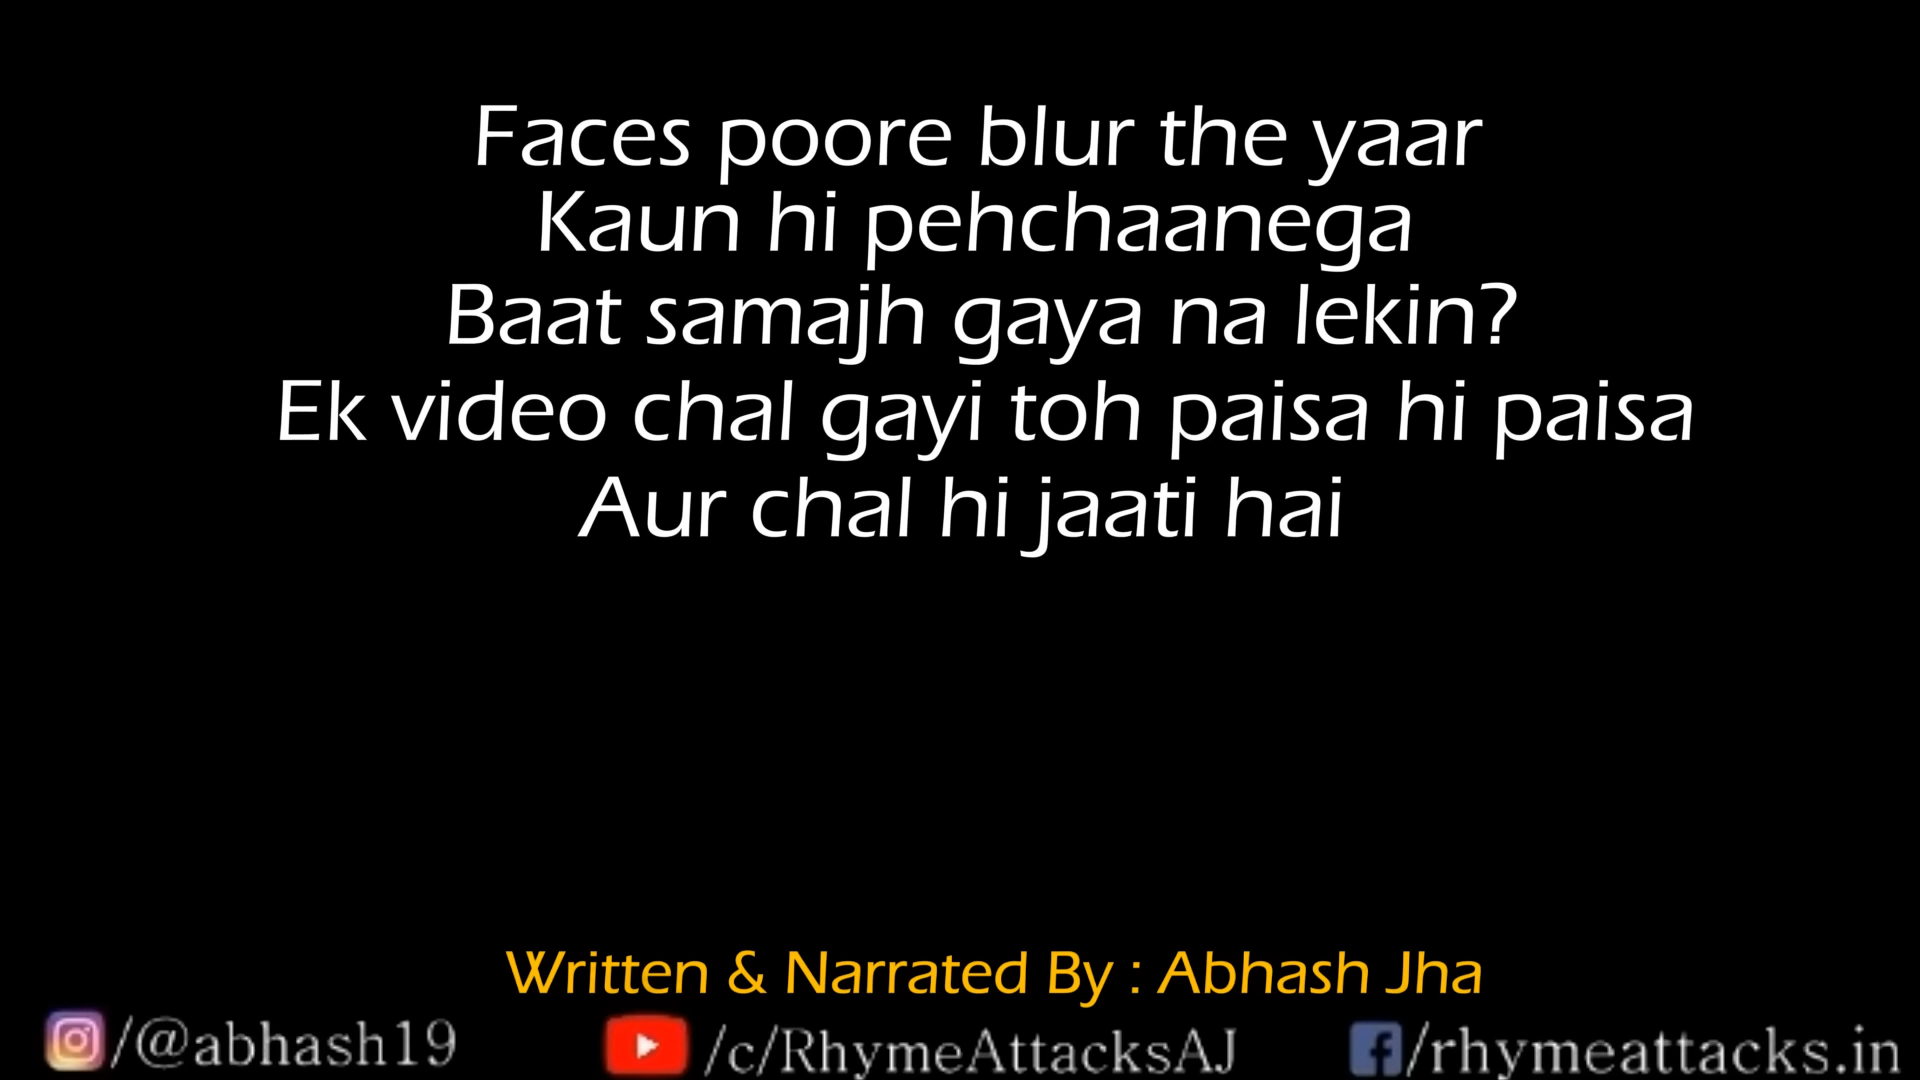 Faces poore blur the yaar
Kaun hi pehchaanega
Baat samajh gaya na lekin?
Ek video chal gayi toh paisa hi paisa
Aur chal hi jaati hai
Written & Narrated By : Abhash Jha
/@abhash19 /c/RhymeAttacksAJ /rhymeattacks.in